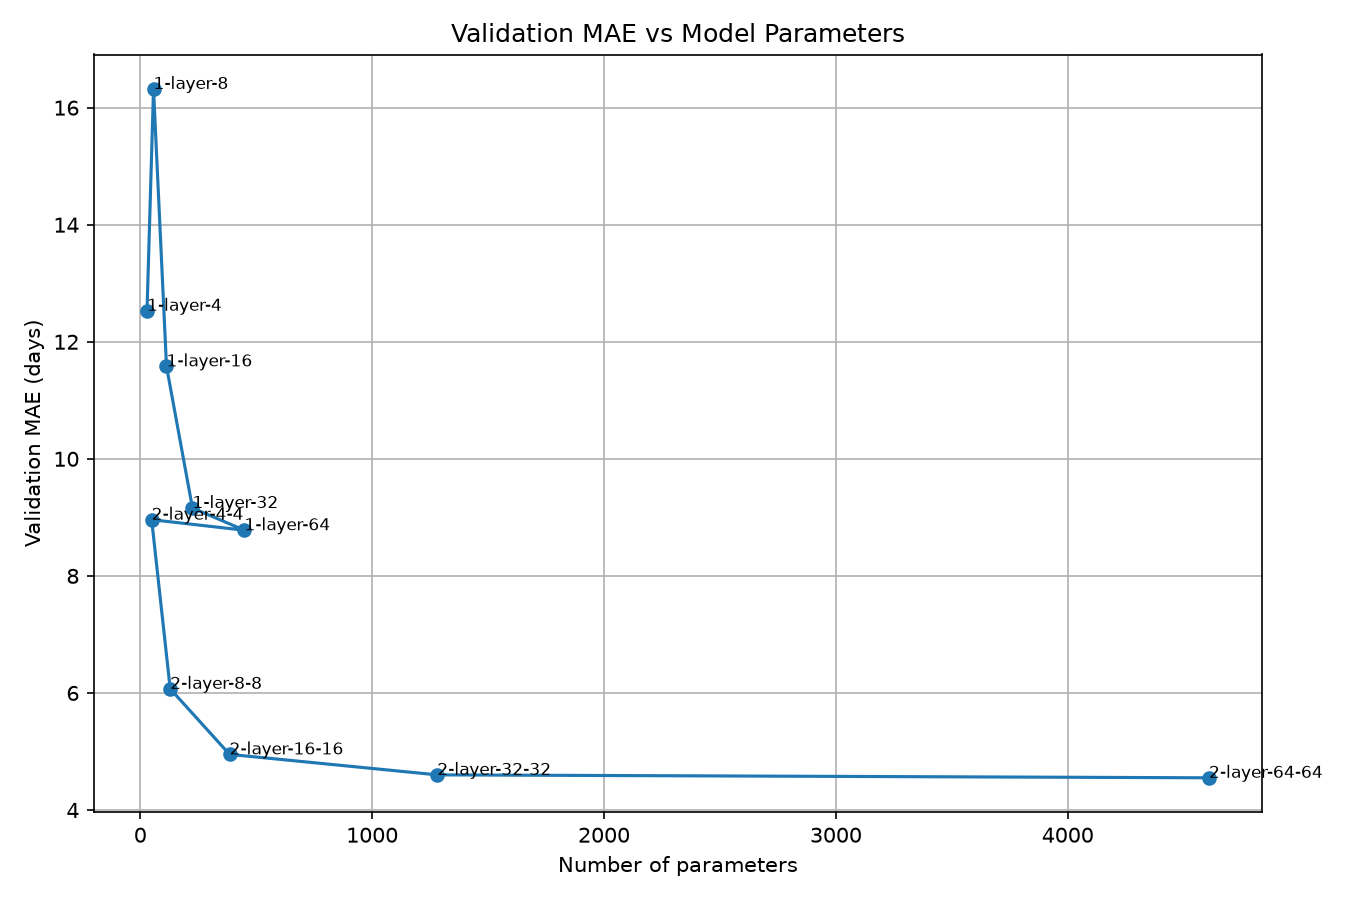 Validation MAE vs Model Parameters
16
14
12
10
8
6
4
Validation MAE (days)
1-layer-8
1-layer-4
1-layer-16
1-layer-32
2-layer-4-4
1-layer-64
2-layer-8-8
2-layer-16-16
2-layer-32-32
2-layer-64-64
0
1000
2000
3000
4000
Number of parameters